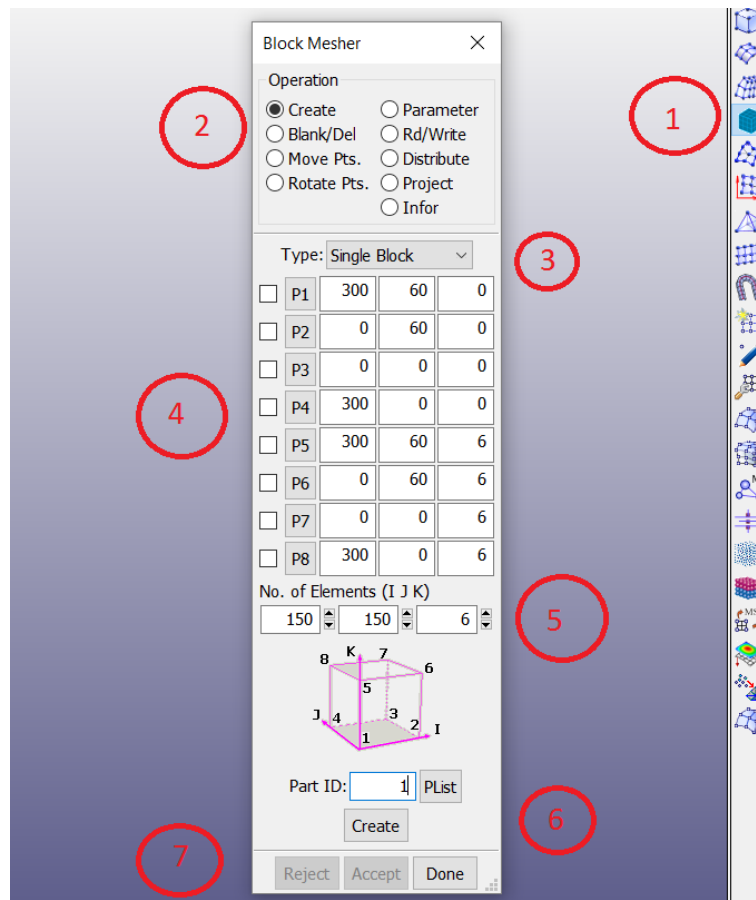 Block Mesher
Operation
Create Parameter
Blank/Del Rd/Write
Move Pts. Distribute
Rotate Pts. Project
Infor
1
2
Type: Single Block
3
P1 300 60 0
P2 0 60 0
P3 0 0 0
P4 300 0 0
4
P5 300 60 6
P6 0 60 6
P7 0 0 6
P8 300 0 6
No. of Elements (I J K)
150 150 6
5
8 K 7 6
5
J 4 3 2 I
1
Part ID: 1 PList
Create
6
7
Reject Accept Done